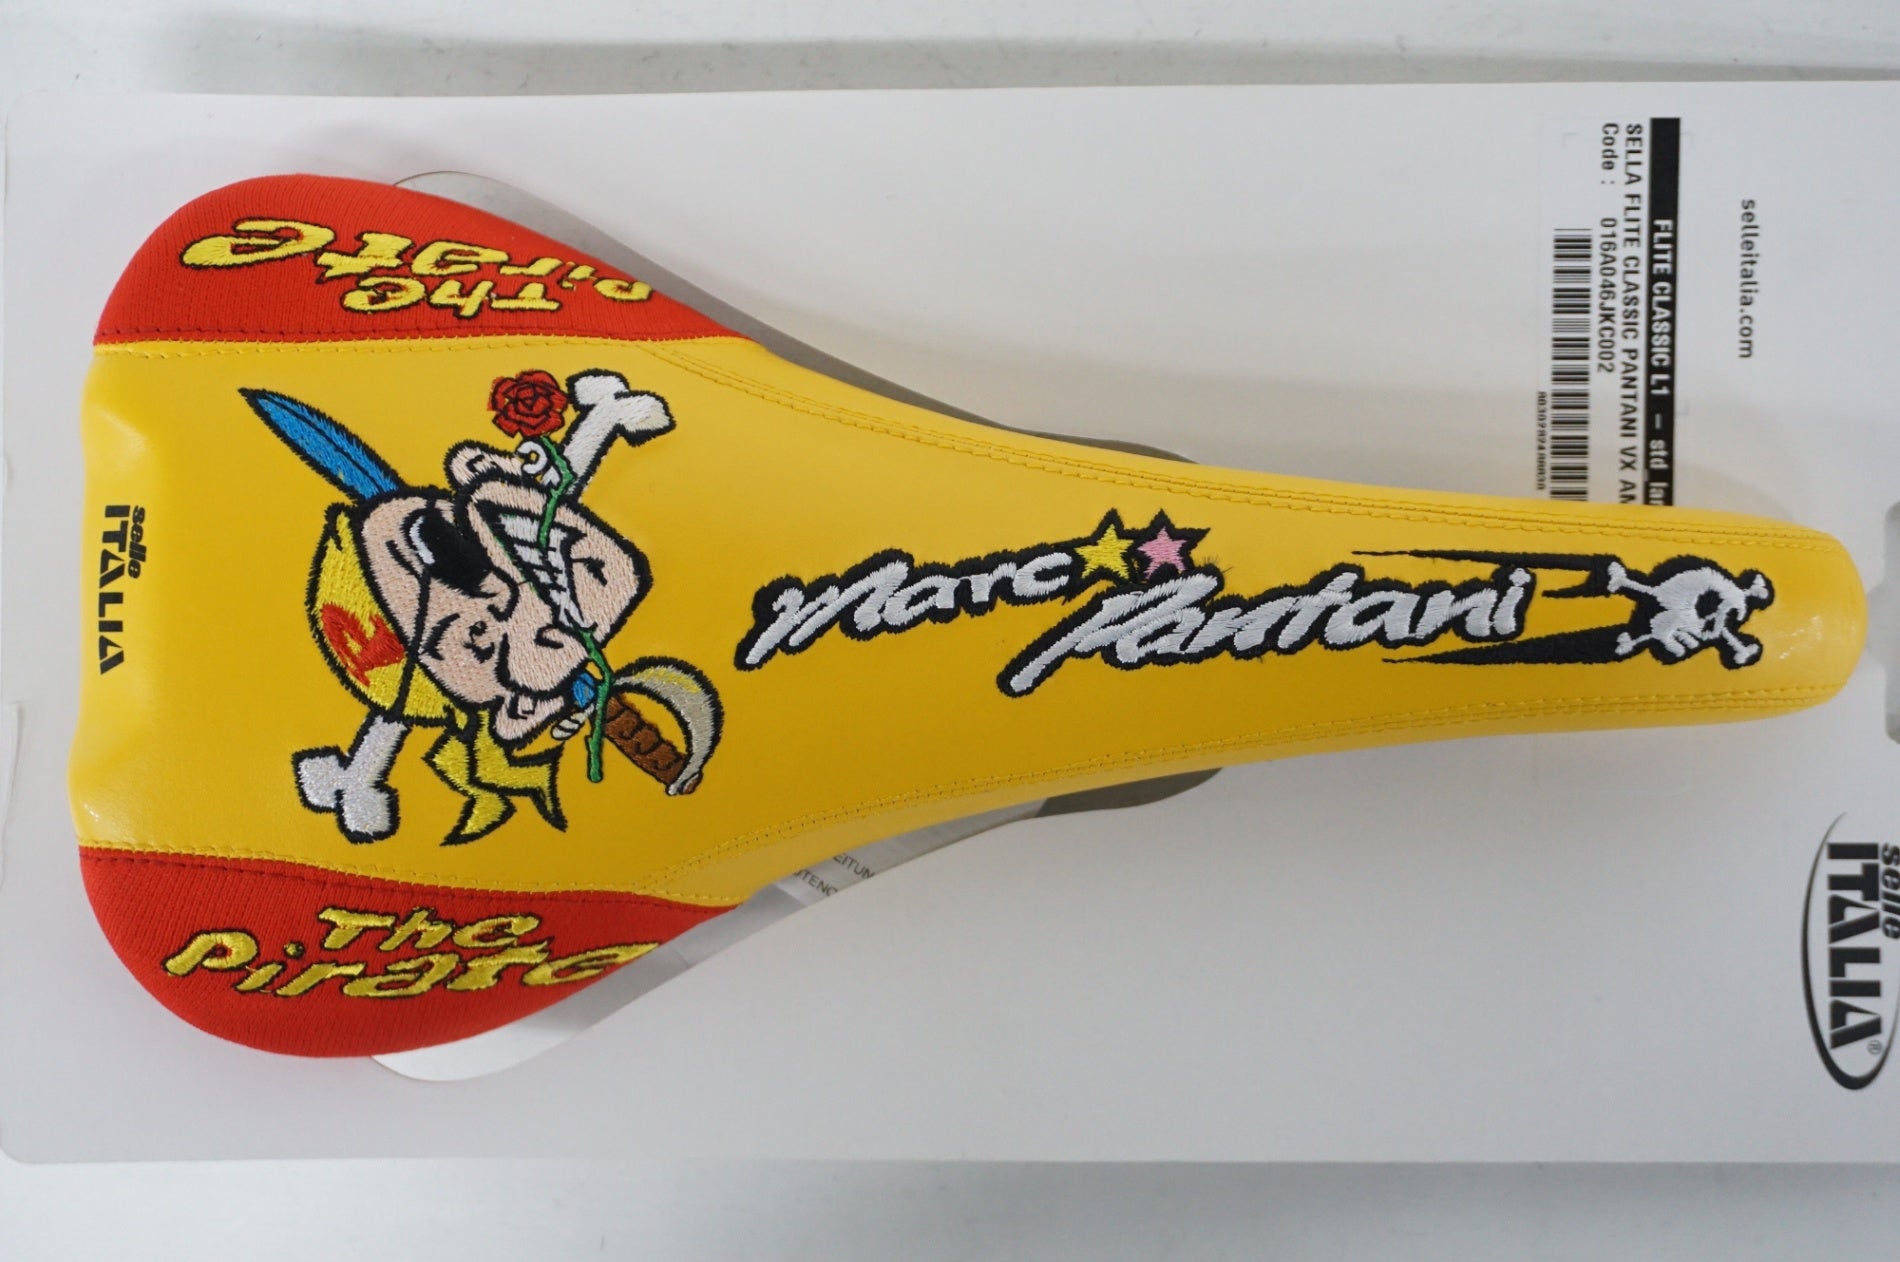 The
Pirate
selle
ITALIA
Marc
Pantani
The
Pirate
selleitalia.com
FLITE CLASSIC L1 - std
SELLA FLITE CLASSIC PANTANI VX
Code : 016A046JKC002
selle
ITALIA®